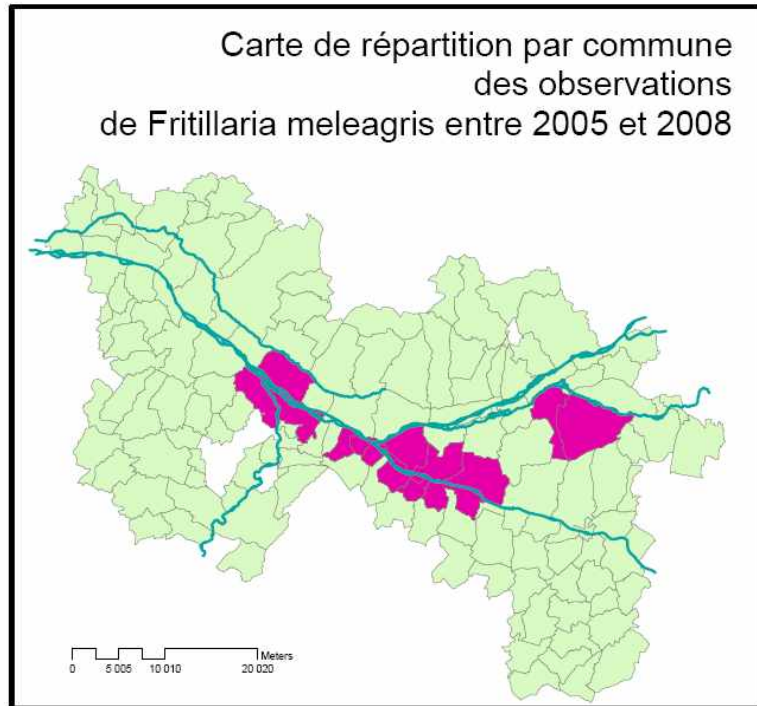 Carte de répartition par commune
des observations
de Fritillaria meleagris entre 2005 et 2008
Meters
0 5 005 10 010 20 020